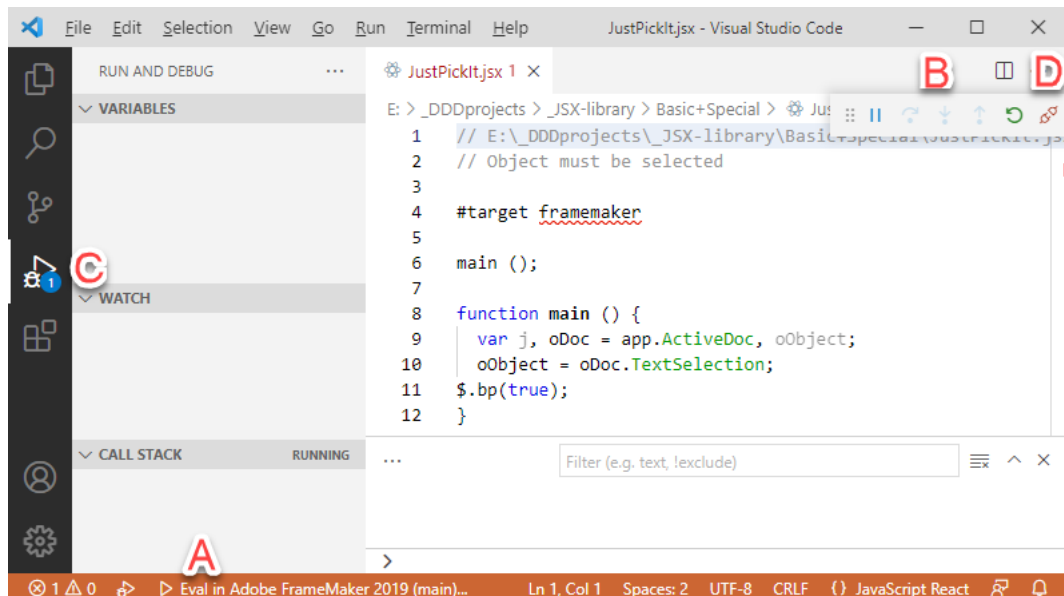 File Edit Selection View Go Run Terminal Help JustPickIt.jsx - Visual Studio Code
RUN AND DEBUG ...
JustPickIt.jsx 1
B
D
VARIABLES
E: > _DDDprojects > _JSX-library > Basic+Special >
1 // E:\_DDDprojects\_JSX-library\Basic+Special\JustPickIt.js
2 // Object must be selected
3
4 #target framemaker
5
6 main ();
7
8 function main () {
9 var j, oDoc = app.ActiveDoc, oObject;
10 oObject = oDoc.TextSelection;
11 $.bp(true);
12 }
C
1
WATCH
CALL STACK RUNNING
... Filter (e.g. text, !exclude)
A
1 0 Eval in Adobe FrameMaker 2019 (main)... Ln 1, Col 1 Spaces: 2 UTF-8 CRLF {} JavaScript React